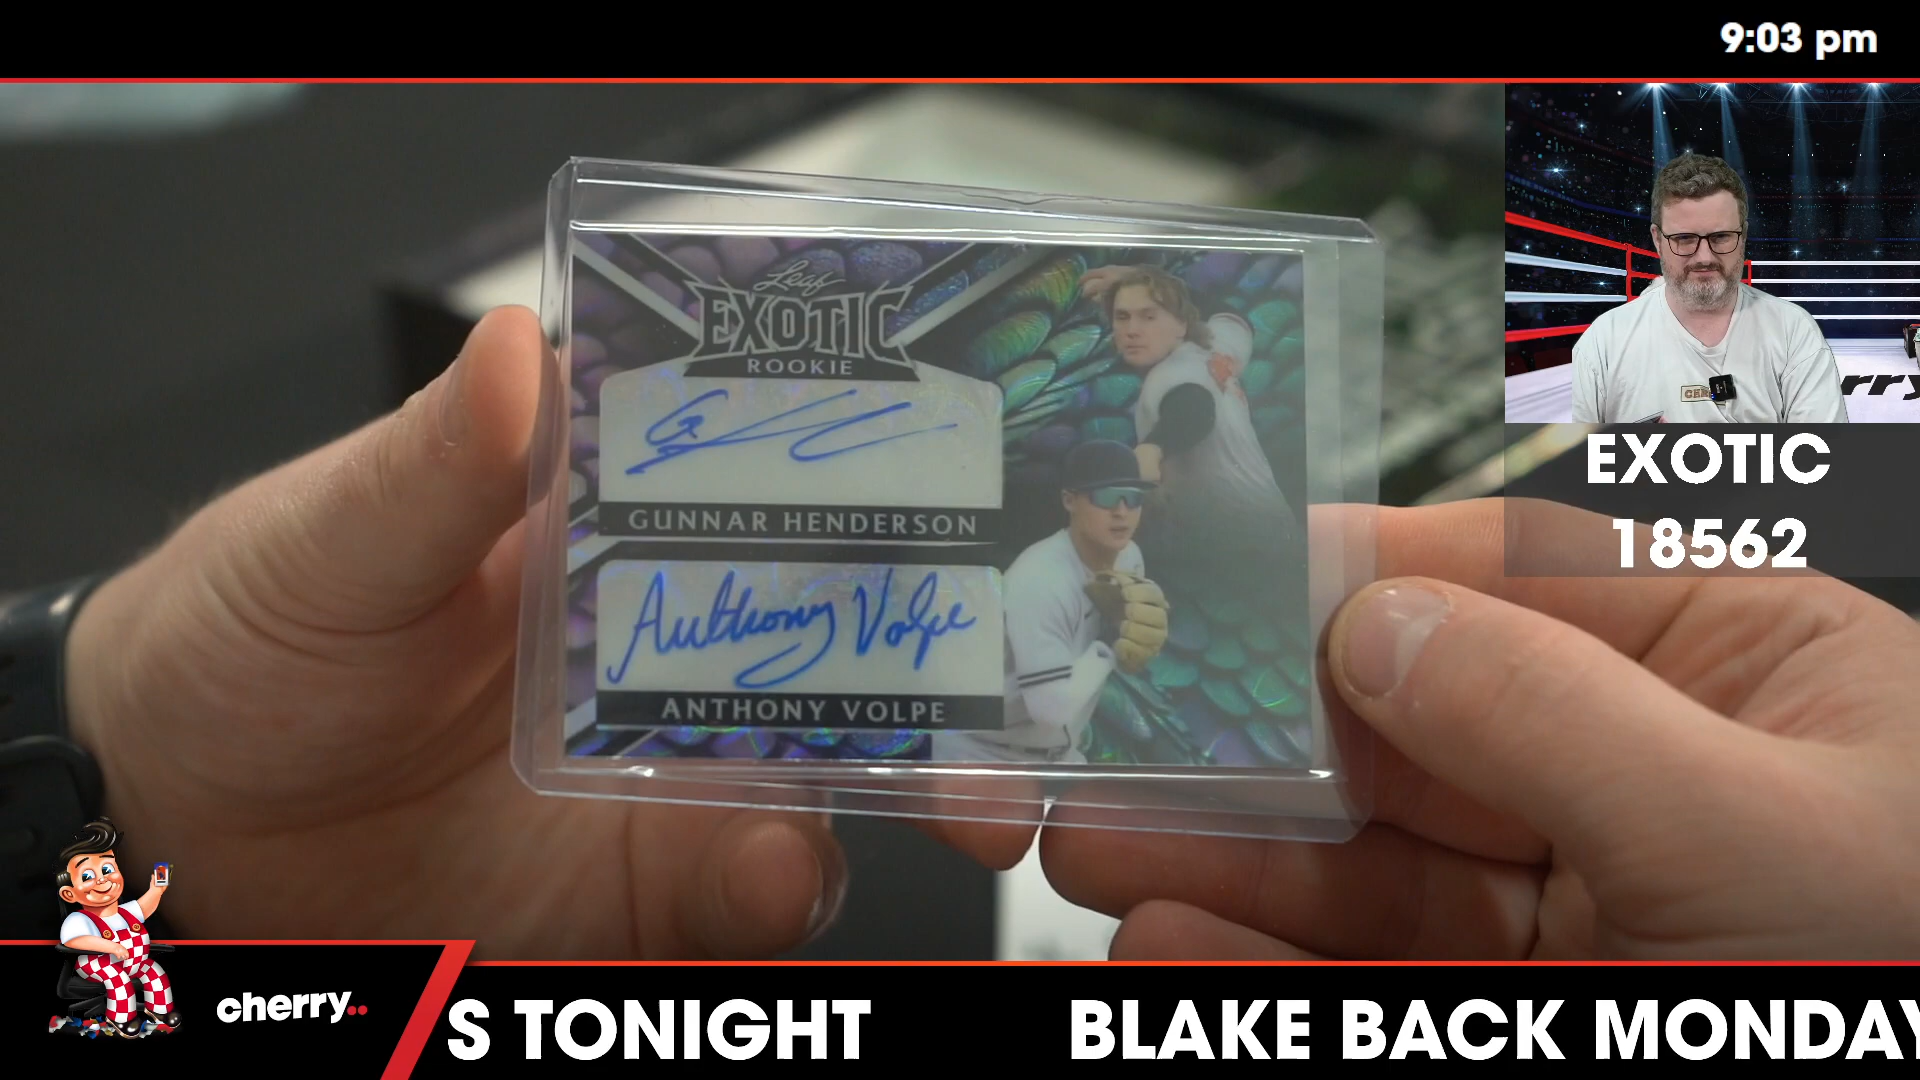 9:03 pm
Leaf
EXOTIC
ROOKIE
GUNNAR HENDERSON
Anthony Volpe
ANTHONY VOLPE
EXOTIC
18562
cherry..
S TONIGHT
BLAKE BACK MONDAY